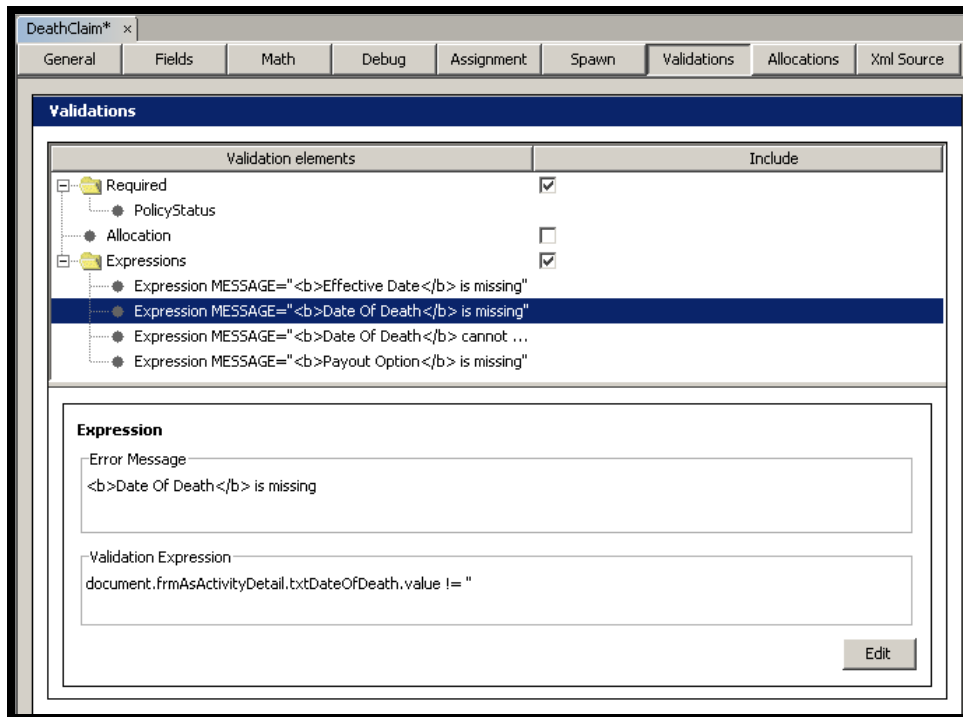 DeathClaim*
General Fields Math Debug Assignment Spawn Validations Allocations Xml Source
Validations
Validation elements Include
Required
PolicyStatus
Allocation
Expressions
Expression MESSAGE="<b>Effective Date</b> is missing"
Expression MESSAGE="<b>Date Of Death</b> is missing"
Expression MESSAGE="<b>Date Of Death</b> cannot ...
Expression MESSAGE="<b>Payout Option</b> is missing"
Expression
Error Message
<b>Date Of Death</b> is missing
Validation Expression
document.frmAsActivityDetail.txtDateOfDeath.value != ''
Edit